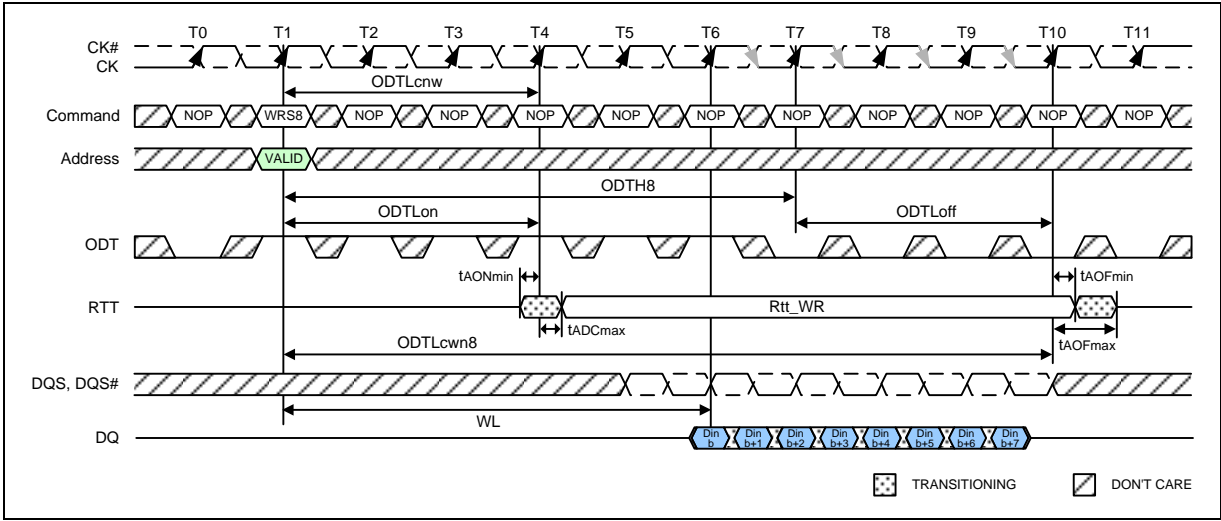 T0 T1 T2 T3 T4 T5 T6 T7 T8 T9 T10 T11
CK#
CK
ODTLcnw
Command NOP WRS8 NOP NOP NOP NOP NOP NOP NOP NOP NOP NOP
Address VALID
ODTH8
ODTLon ODTLoff
ODT
tAONmin tAOFmin
RTT Rtt_WR
tADCmax
ODTLcwn8 tAOFmax
DQS, DQS#
WL
DQ Din b Din b+1 Din b+2 Din b+3 Din b+4 Din b+5 Din b+6 Din b+7
TRANSITIONING DON'T CARE